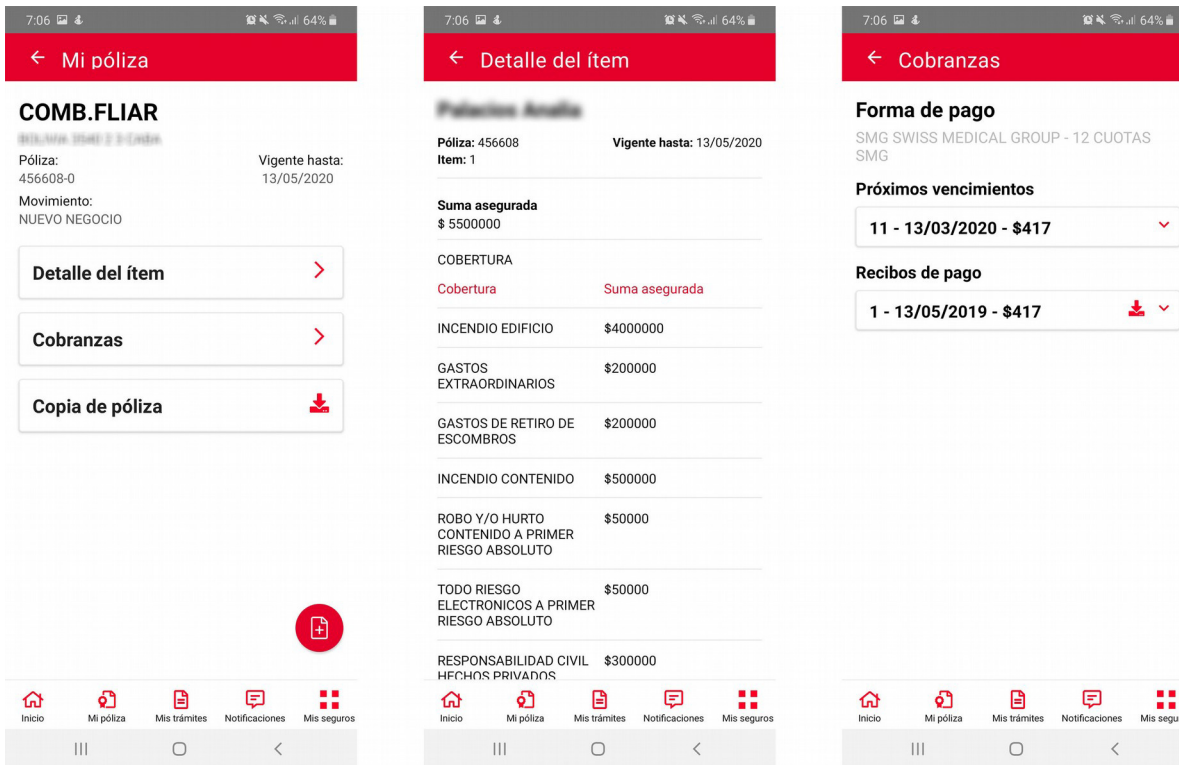 7:06 64%
Mi póliza
COMB.FLIAR
Póliza: Vigente hasta:
456608-0 13/05/2020
Movimiento:
NUEVO NEGOCIO
Detalle del ítem
Cobranzas
Copia de póliza
Inicio Mi póliza Mis trámites Notificaciones Mis seguros
7:06 64%
Detalle del ítem
Póliza: 456608 Vigente hasta: 13/05/2020
Item: 1
Suma asegurada
$ 5500000
COBERTURA
Cobertura Suma asegurada
INCENDIO EDIFICIO $4000000
GASTOS $200000
EXTRAORDINARIOS
GASTOS DE RETIRO DE $200000
ESCOMBROS
INCENDIO CONTENIDO $500000
ROBO Y/O HURTO $50000
CONTENIDO A PRIMER
RIESGO ABSOLUTO
TODO RIESGO $50000
ELECTRONICOS A PRIMER
RIESGO ABSOLUTO
RESPONSABILIDAD CIVIL $300000
HECHOS PRIVADOS
Inicio Mi póliza Mis trámites Notificaciones Mis seguros
7:06 64%
Cobranzas
Forma de pago
SMG SWISS MEDICAL GROUP - 12 CUOTAS
SMG
Próximos vencimientos
11 - 13/03/2020 - $417
Recibos de pago
1 - 13/05/2019 - $417
Inicio Mi póliza Mis trámites Notificaciones Mis segu